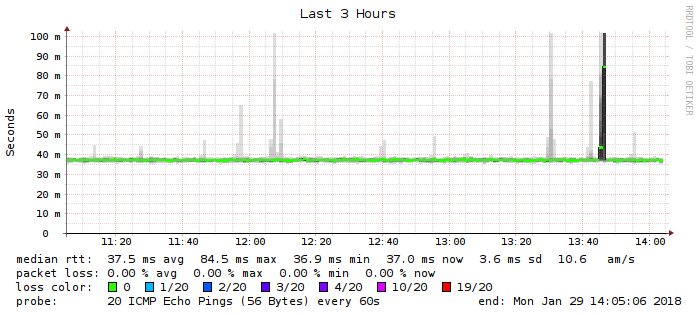 Last 3 Hours
RRDTOOL / TOBI OETIKER
Seconds
100 m
90 m
80 m
70 m
60 m
50 m
40 m
30 m
20 m
10 m
0
11:20 11:40 12:00 12:20 12:40 13:00 13:20 13:40 14:00
median rtt: 37.5 ms avg 84.5 ms max 36.9 ms min 37.0 ms now 3.6 ms sd 10.6 am/s
packet loss: 0.00 % avg 0.00 % max 0.00 % min 0.00 % now
loss color: 0 1/20 2/20 3/20 4/20 10/20 19/20
probe: 20 ICMP Echo Pings (56 Bytes) every 60s end: Mon Jan 29 14:05:06 2018